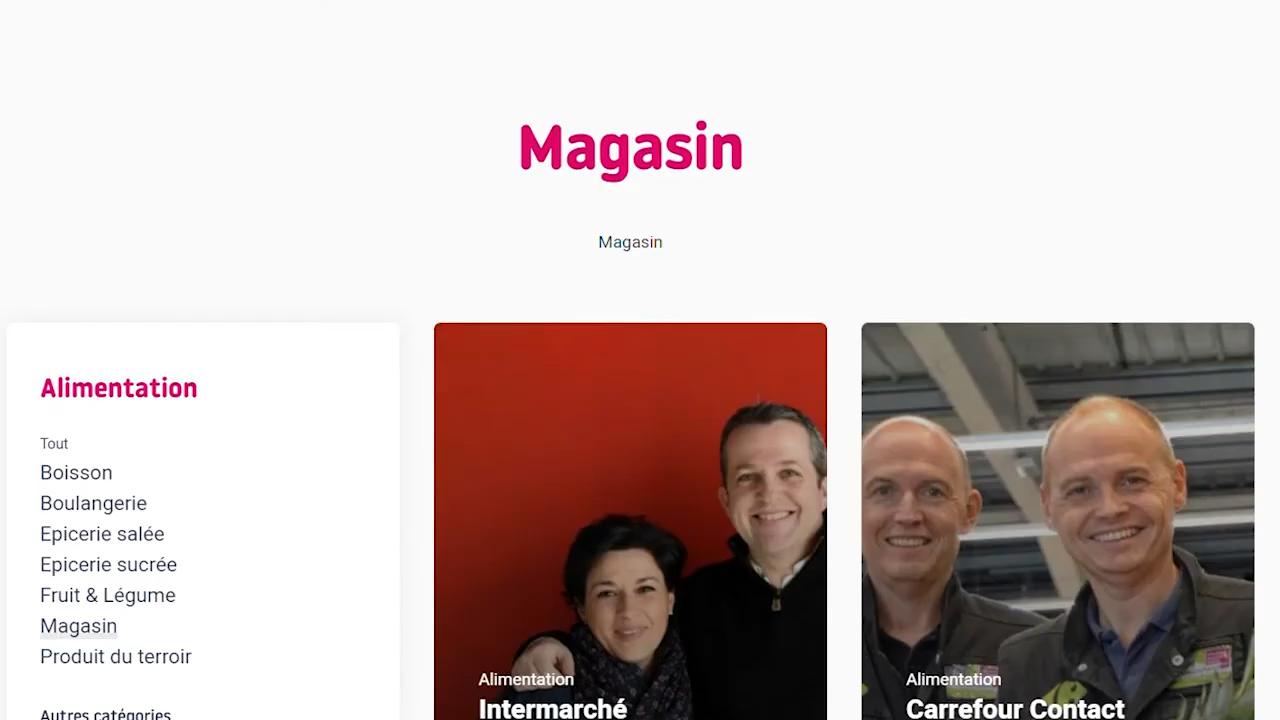 Magasin
Magasin
Alimentation
Tout
Boisson
Boulangerie
Epicerie salée
Epicerie sucrée
Fruit & Légume
Magasin
Produit du terroir
Autres catégories
Alimentation
Intermarché
Alimentation
Carrefour Contact